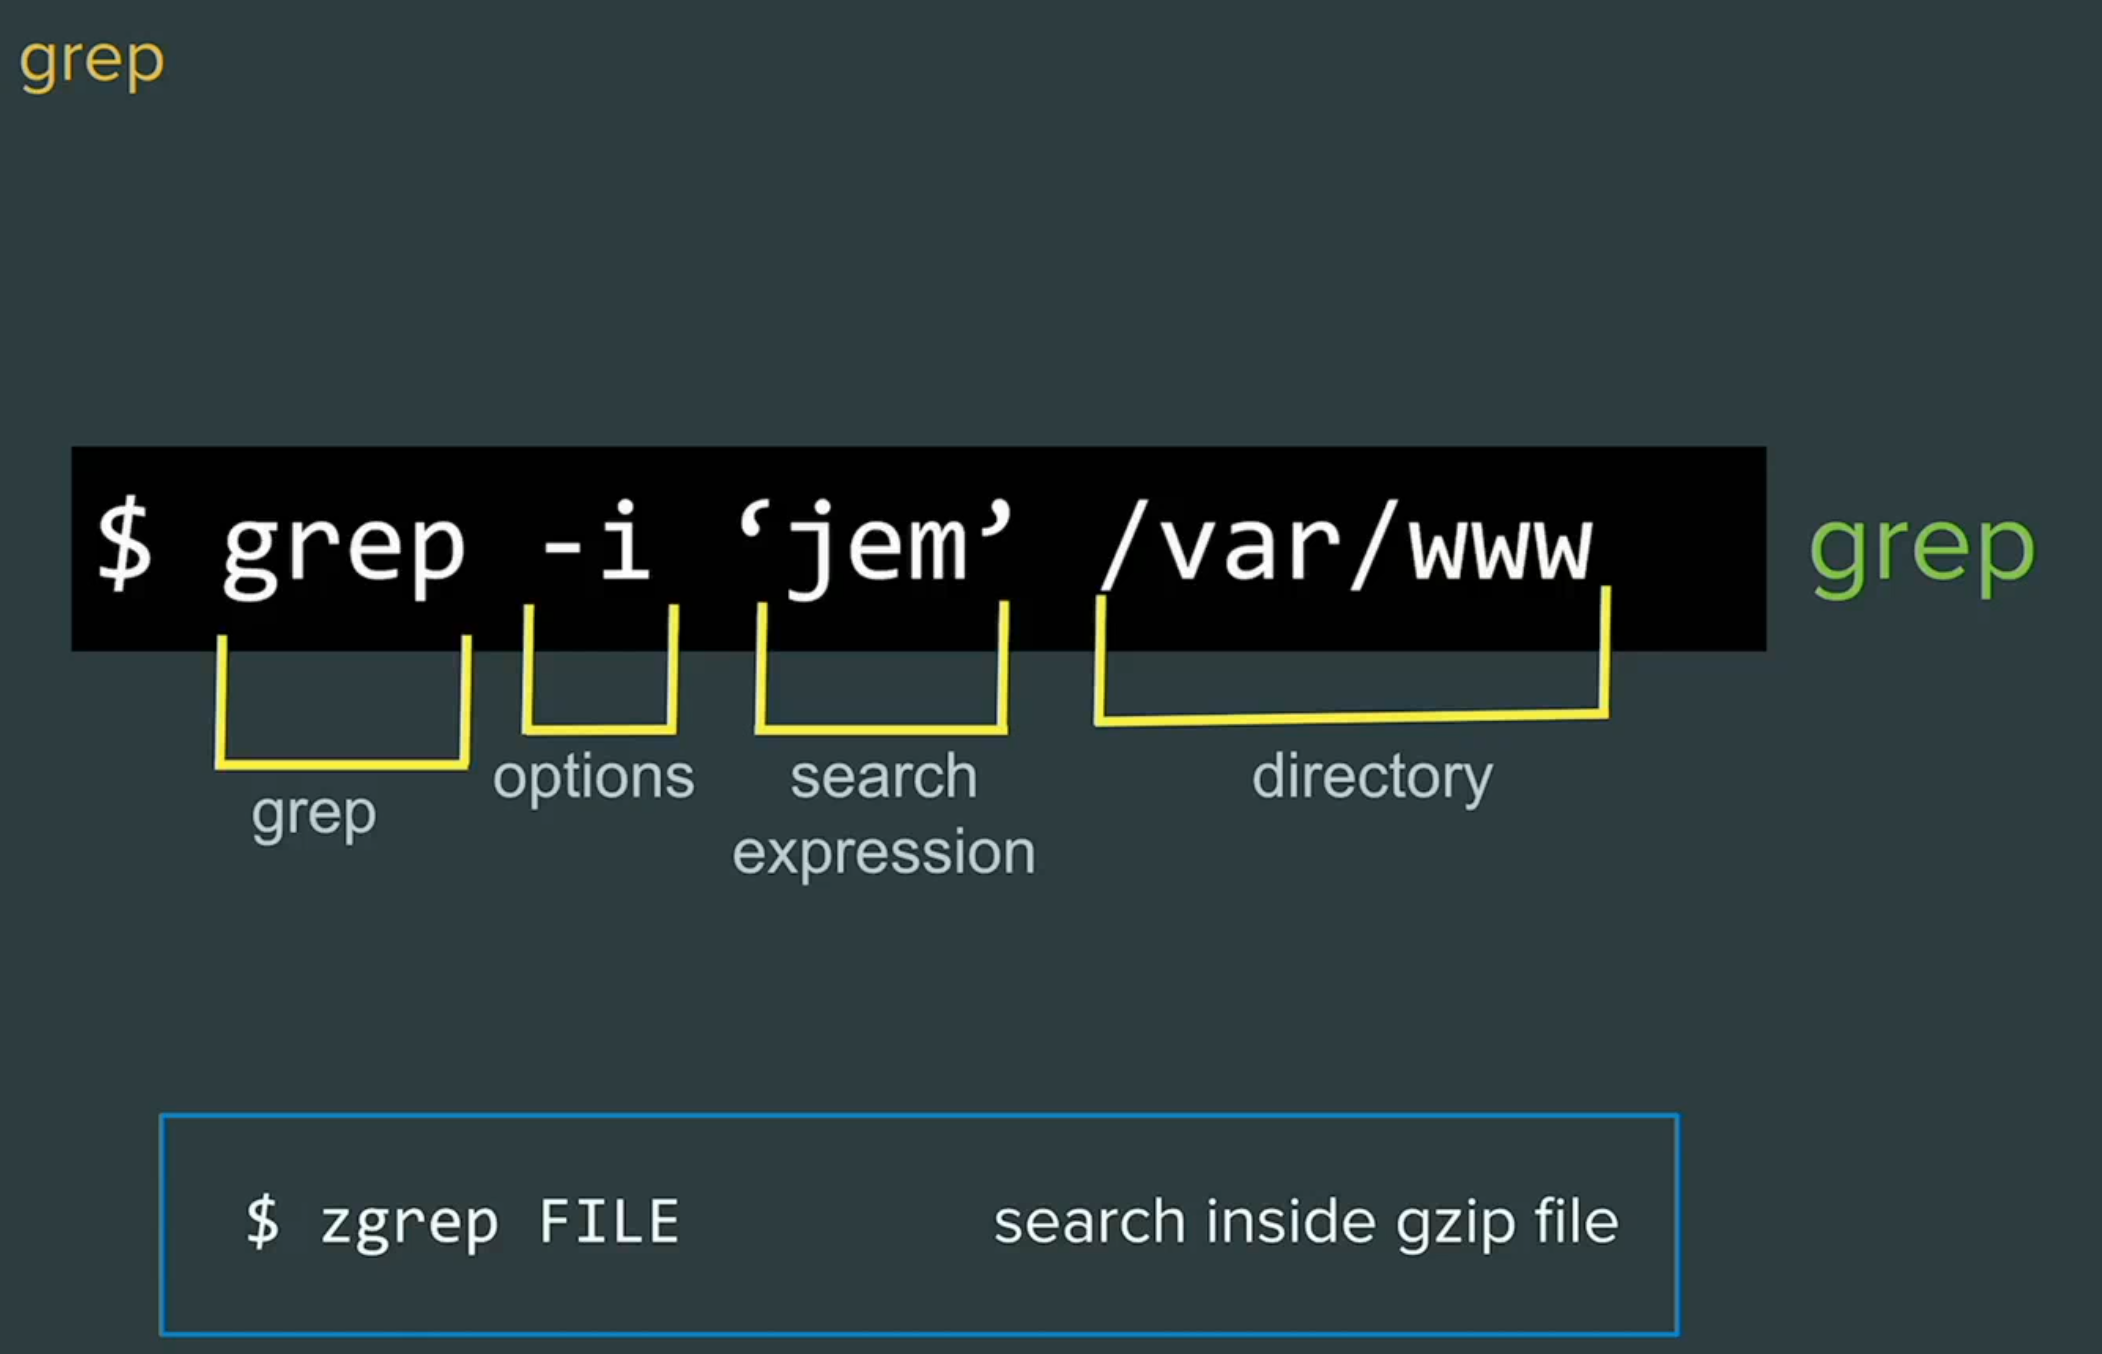 grep
$ grep -i ‘jem’ /var/www
grep
grep
options
search
expression
directory
$ zgrep FILE
search inside gzip file